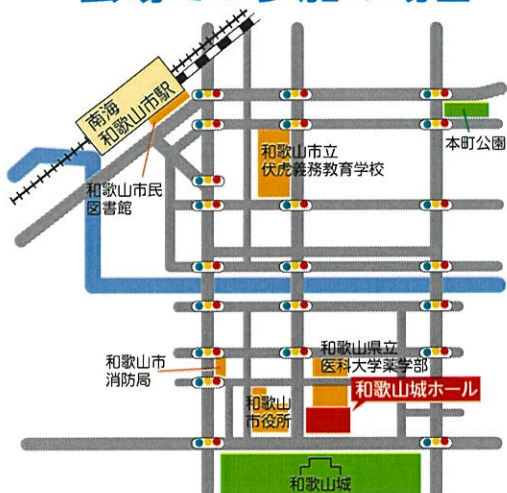 南海
和歌山市駅
本町公園
和歌山市立
伏虎義務教育学校
和歌山市民
図書館
和歌山県立
医科大学薬学部
和歌山市
消防局
和歌山城ホール
和歌山
市役所
和歌山城